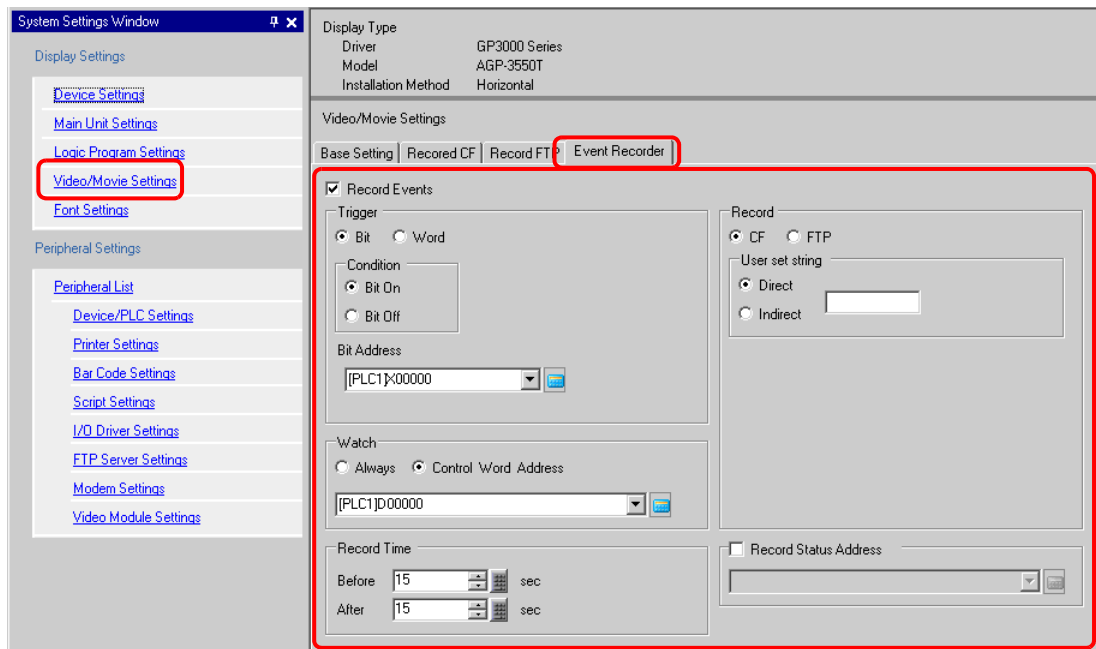 System Settings Window
Display Settings
Device Settings
Main Unit Settings
Logic Program Settings
Video/Movie Settings
Font Settings
Peripheral Settings
Peripheral List
Device/PLC Settings
Printer Settings
Bar Code Settings
Script Settings
I/O Driver Settings
FTP Server Settings
Modem Settings
Video Module Settings
Display Type
Driver GP3000 Series
Model AGP-3550T
Installation Method Horizontal
Video/Movie Settings
Base Setting Recored CF Record FTP Event Recorder
Record Events
Trigger
Bit Word
Condition
Bit On
Bit Off
Bit Address
[PLC1]X00000
Watch
Always Control Word Address
[PLC1]D00000
Record Time
Before 15 sec
After 15 sec
Record
CF FTP
User set string
Direct
Indirect
Record Status Address